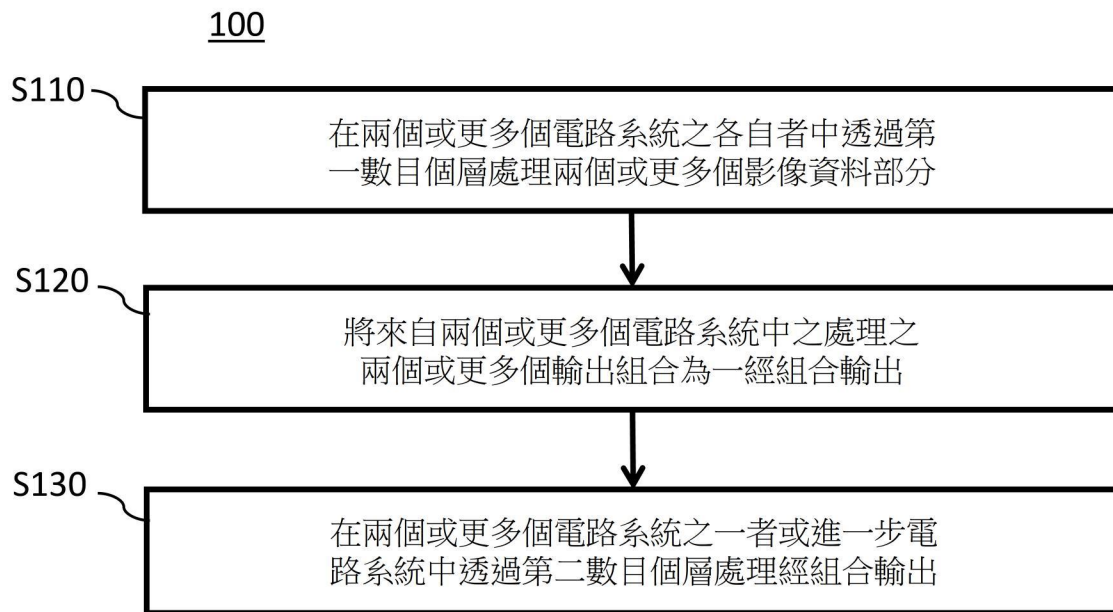 100
S110
在兩個或更多個電路系統之各自者中透過第
一數目個層處理兩個或更多個影像資料部分
S120
將來自兩個或更多個電路系統中之處理之
兩個或更多個輸出組合為一經組合輸出
S130
在兩個或更多個電路系統之一者或進一步電
路系統中透過第二數目個層處理經組合輸出